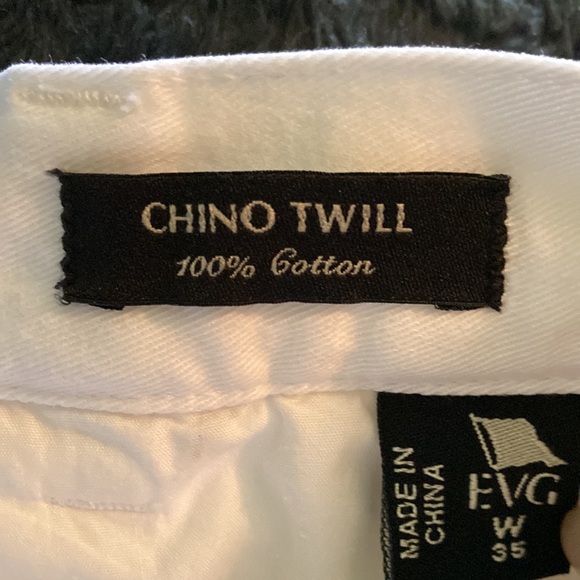 CHINO TWILL
100% Cotton
MADE IN
CHINA
EVG
W
35